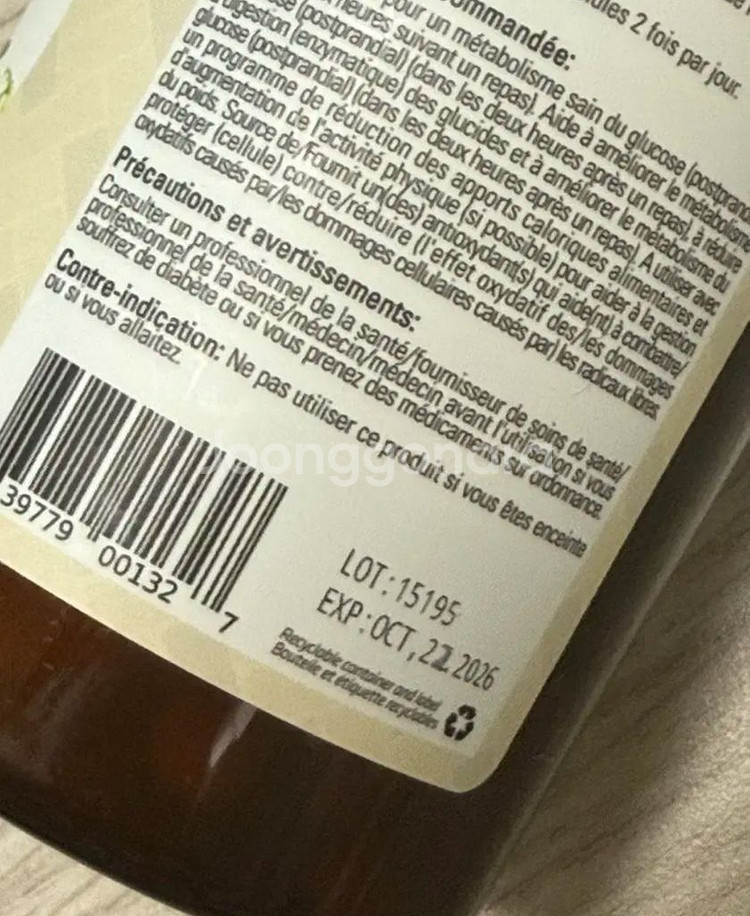 ules 2 fois par jour.
ommandée:
pour un métabolisme sain du glucose (postprand
heures suivant un repas). Aide à améliorer le métabolisme
glucose (postprandial) (dans les deux heures après un repas), à réduire
digestion (enzymatique) des glucides et à améliorer le métabolisme du
glucose (postprandial) (dans les deux heures après un repas). A utiliser avec
un programme de réduction des apports caloriques alimentaires et
d'augmentation de l'activité physique (si possible) pour aider à la gestion
du poids. Source de/Fournit un(des) antioxydant(s) qui aide(nt) à combattre/
protéger (cellule) contre/réduire (l'effet oxydatif des/les dommages
oxydatifs causés par/les dommages cellulaires causés par) les radicaux libres.
Précautions et avertissements:
Consulter un professionnel de la santé/fournisseur de soins de santé/
professionnel de la santé/médecin/médecin avant l'utilisation si vous
souffrez de diabète ou si vous prenez des médicaments sur ordonnance.
Contre-indication: Ne pas utiliser ce produit si vous êtes enceinte
ou si vous allaitez.
39779 00132 7
LOT:15195
EXP:OCT, 2026
Recyclable container and label
Bouteille et étiquette recyclables
Joonggonara